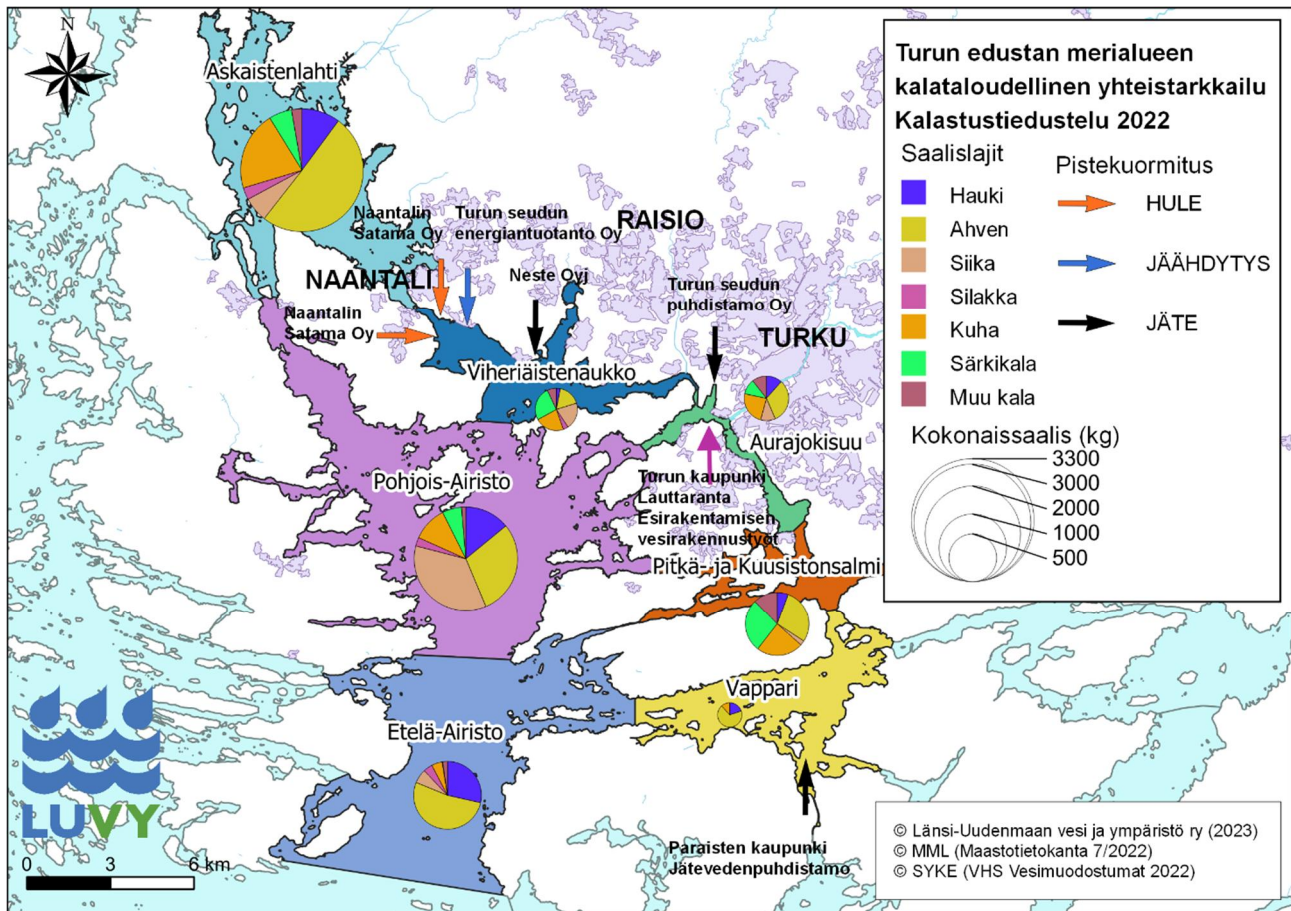 N
Askaistenlahti
Naantalin
Satama Oy
Turun seudun
energiantuotanto Oy
RAISIO
NAANTALI
Neste Oyj
Turun seudun
puhdistamo Oy
Naantalin
Satama Oy
TURKU
Viheriäistenaukko
Aurajokisuu
Pohjois-Airisto
Turun kaupunki
Lauttaranta
Esirakentamisen
vesirakennustyöt
Pitkä- ja Kuusistonsalmi
Vappari
Etelä-Airisto
Paraisten kaupunki
Jätevedenpuhdistamo
LUVY
0 3 6 km
Turun edustan merialueen
kalataloudellinen yhteistarkkailu
Kalastustiedustelu 2022
Saalislajit
Hauki
Ahven
Siika
Silakka
Kuha
Särkikala
Muu kala
Pistekuormitus
HULE
JÄÄHDYTYS
JÄTE
Kokonaissaalis (kg)
3300
3000
2000
1000
500
© Länsi-Uudenmaan vesi ja ympäristö ry (2023)
© MML (Maastotietokanta 7/2022)
© SYKE (VHS Vesimuodostumat 2022)